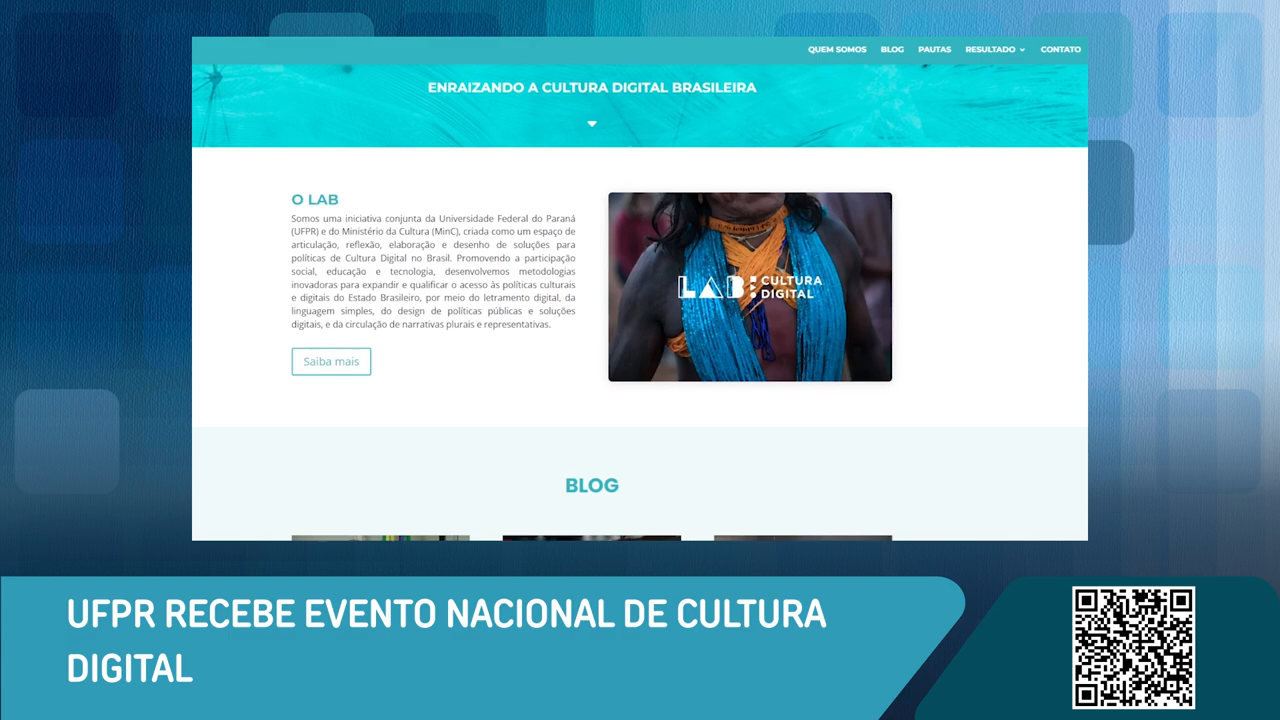 QUEM SOMOS BLOG PAUTAS RESULTADO CONTATO
ENRAIZANDO A CULTURA DIGITAL BRASILEIRA
O LAB
Somos uma iniciativa conjunta da Universidade Federal do Paraná
(UFPR) e do Ministério da Cultura (MinC), criada como um espaço de
articulação, reflexão, elaboração e desenho de soluções para
políticas de Cultura Digital no Brasil. Promovendo a participação
social, educação e tecnologia, desenvolvemos metodologias
inovadoras para expandir e qualificar o acesso às políticas culturais
e digitais do Estado Brasileiro, por meio do letramento digital, da
linguagem simples, do design de políticas públicas e soluções
digitais, e da circulação de narrativas plurais e representativas.
Saiba mais
LAB: CULTURA
DIGITAL
BLOG
UFPR RECEBE EVENTO NACIONAL DE CULTURA
DIGITAL